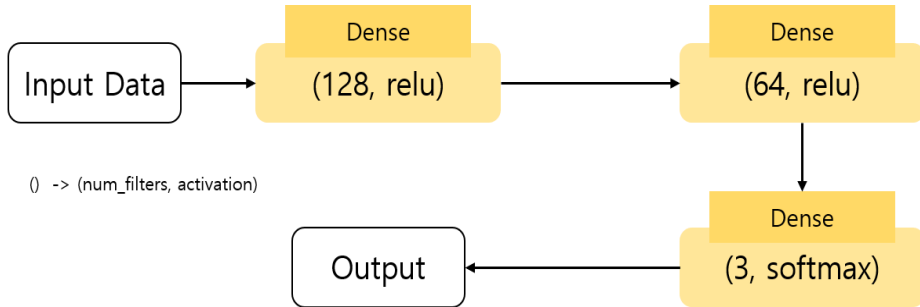 Input Data
Dense
(128, relu)
Dense
(64, relu)
() -> (num_filters, activation)
Dense
(3, softmax)
Output